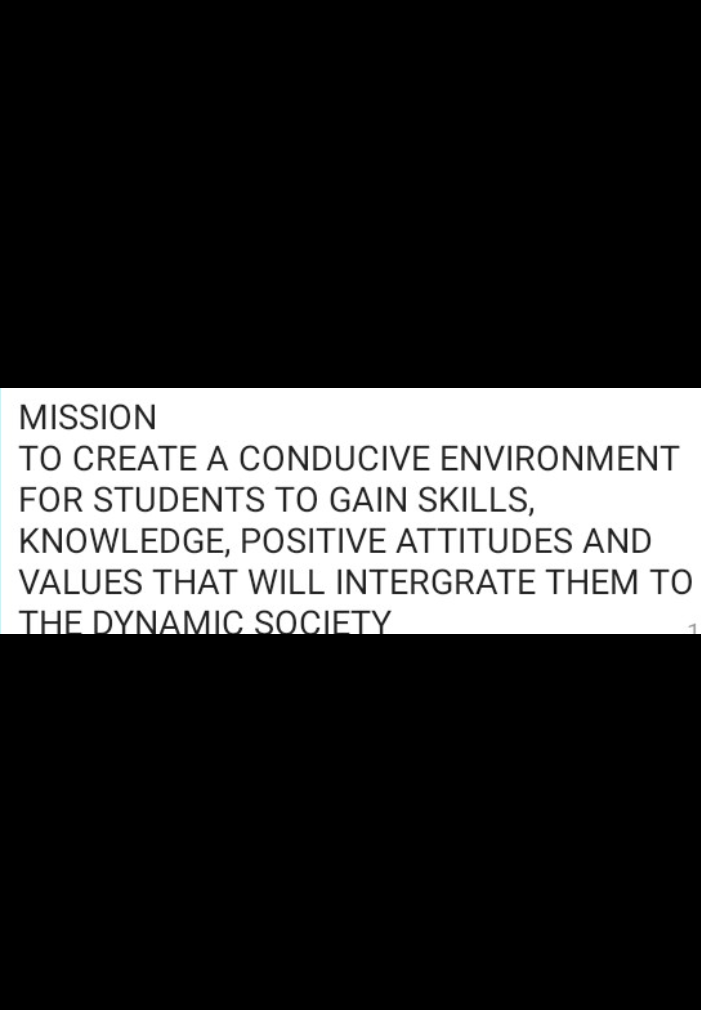 MISSION
TO CREATE A CONDUCIVE ENVIRONMENT
FOR STUDENTS TO GAIN SKILLS,
KNOWLEDGE, POSITIVE ATTITUDES AND
VALUES THAT WILL INTERGRATE THEM TO
THE DYNAMIC SOCIETY